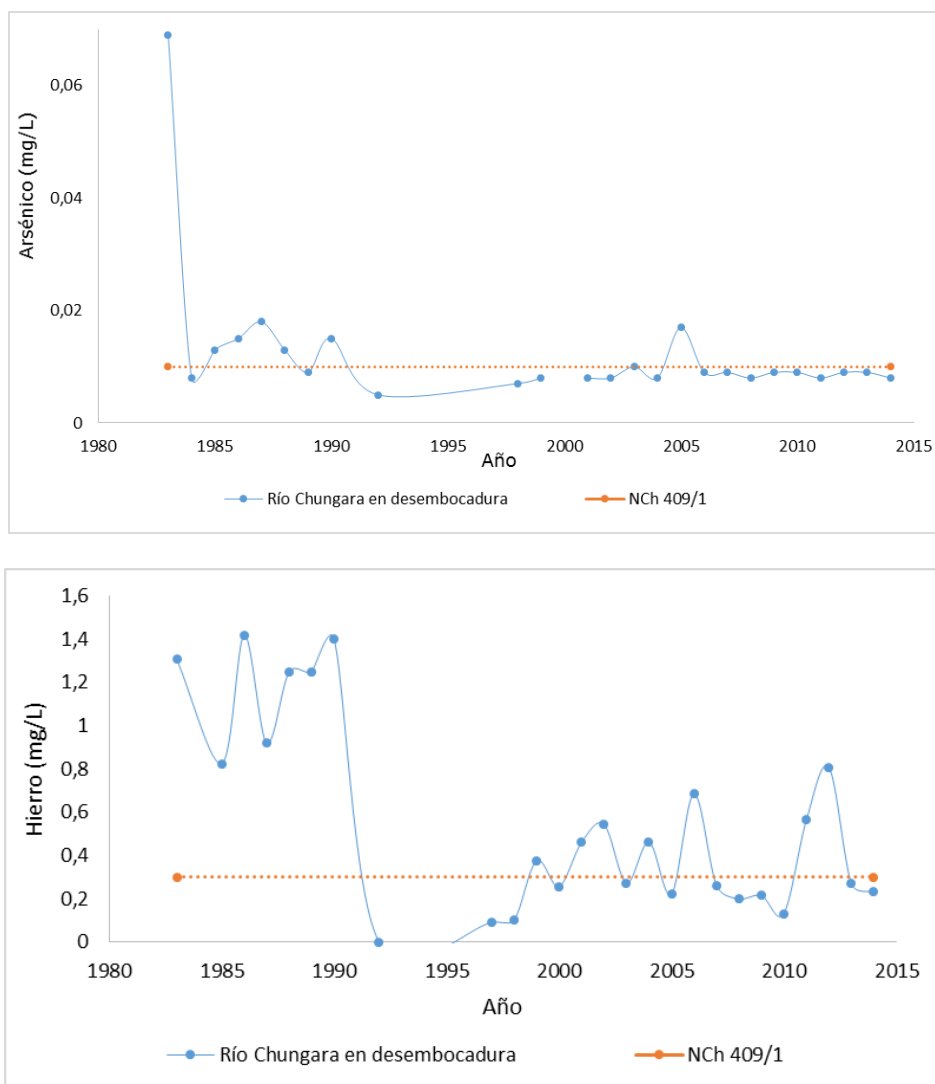 0,06
0,04
0,02
0
Arsénico (mg/L)
1980 1985 1990 1995 2000 2005 2010 2015
Año
Río Chungara en desembocadura NCh 409/1
1,6
1,4
1,2
1
0,8
0,6
0,4
0,2
0
Hierro (mg/L)
1980 1985 1990 1995 2000 2005 2010 2015
Año
Río Chungara en desembocadura NCh 409/1